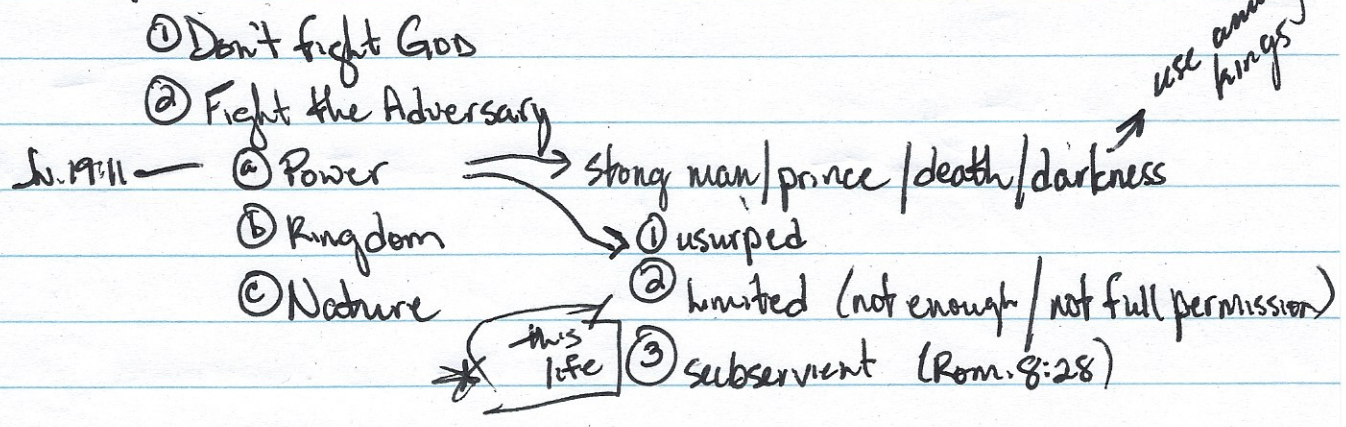 ① Don't fight GOD
② Fight the Adversary
use
kings
Jn. 19:11 — ⓐ Power → strong man/prince/death/darkness
ⓑ Kingdom → ① usurped
ⓒ Nature ② Limited (not enough/not full permission)
this
life ③ subservient (Rom. 8:28)